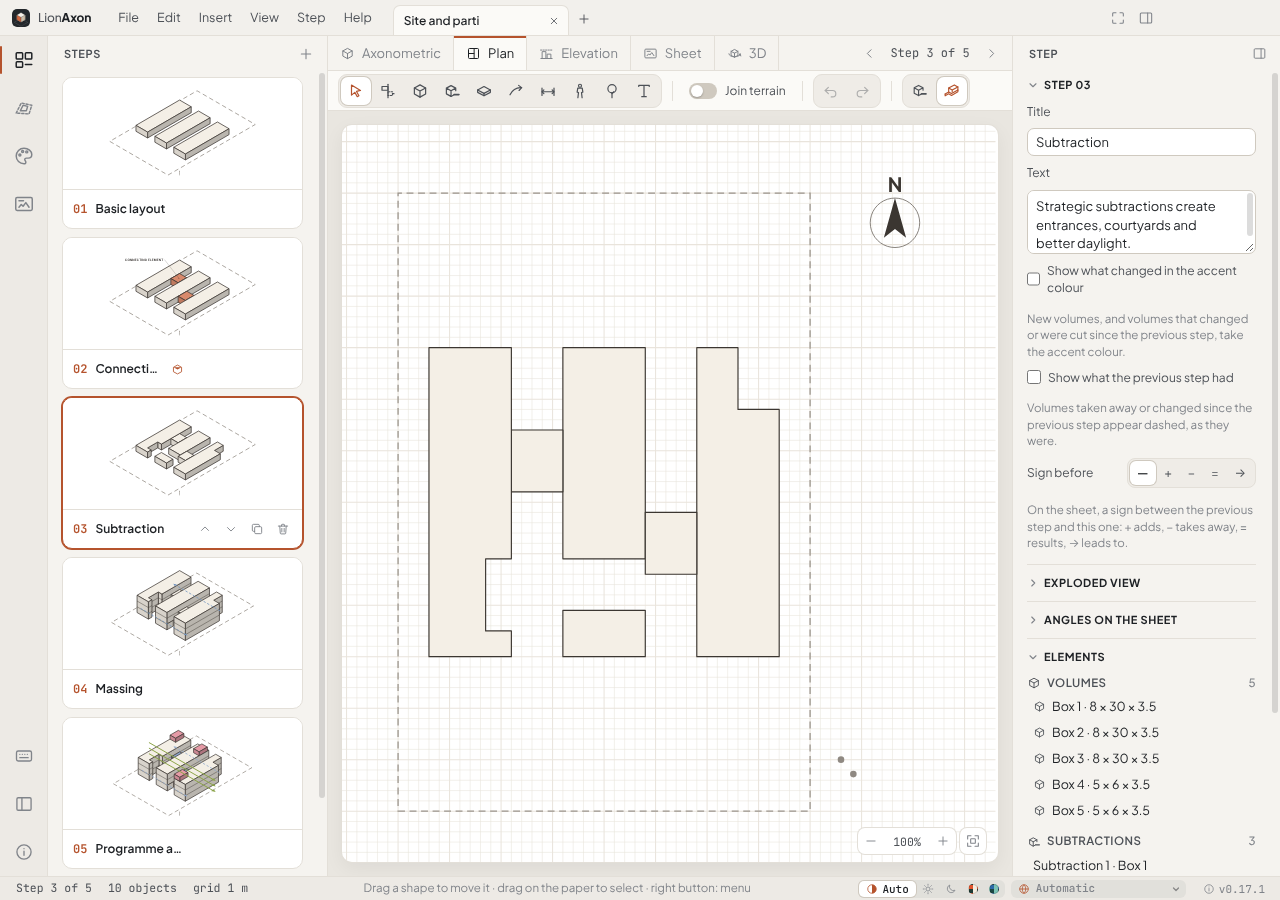 LionAxon
File Edit Insert View Step Help
Site and parti
STEPS
Axonometric Plan Elevation Sheet 3D
Step 3 of 5
STEP
Join terrain
01 Basic layout
CONNECTING ELEMENT
02 Connecti...
03 Subtraction
04 Massing
05 Programme a...
N
100%
STEP 03
Title
Subtraction
Text
Strategic subtractions create
entrances, courtyards and
better daylight.
Show what changed in the accent
colour
New volumes, and volumes that changed
or were cut since the previous step, take
the accent colour.
Show what the previous step had
Volumes taken away or changed since the
previous step appear dashed, as they
were.
Sign before — + − = →
On the sheet, a sign between the previous
step and this one: + adds, − takes away, =
results, → leads to.
EXPLODED VIEW
ANGLES ON THE SHEET
ELEMENTS
VOLUMES 5
Box 1 · 8 × 30 × 3.5
Box 2 · 8 × 30 × 3.5
Box 3 · 8 × 30 × 3.5
Box 4 · 5 × 6 × 3.5
Box 5 · 5 × 6 × 3.5
SUBTRACTIONS 3
Subtraction 1 · Box 1
Step 3 of 5 10 objects grid 1 m
Drag a shape to move it · drag on the paper to select · right button: menu
Auto
Automatic
v0.17.1